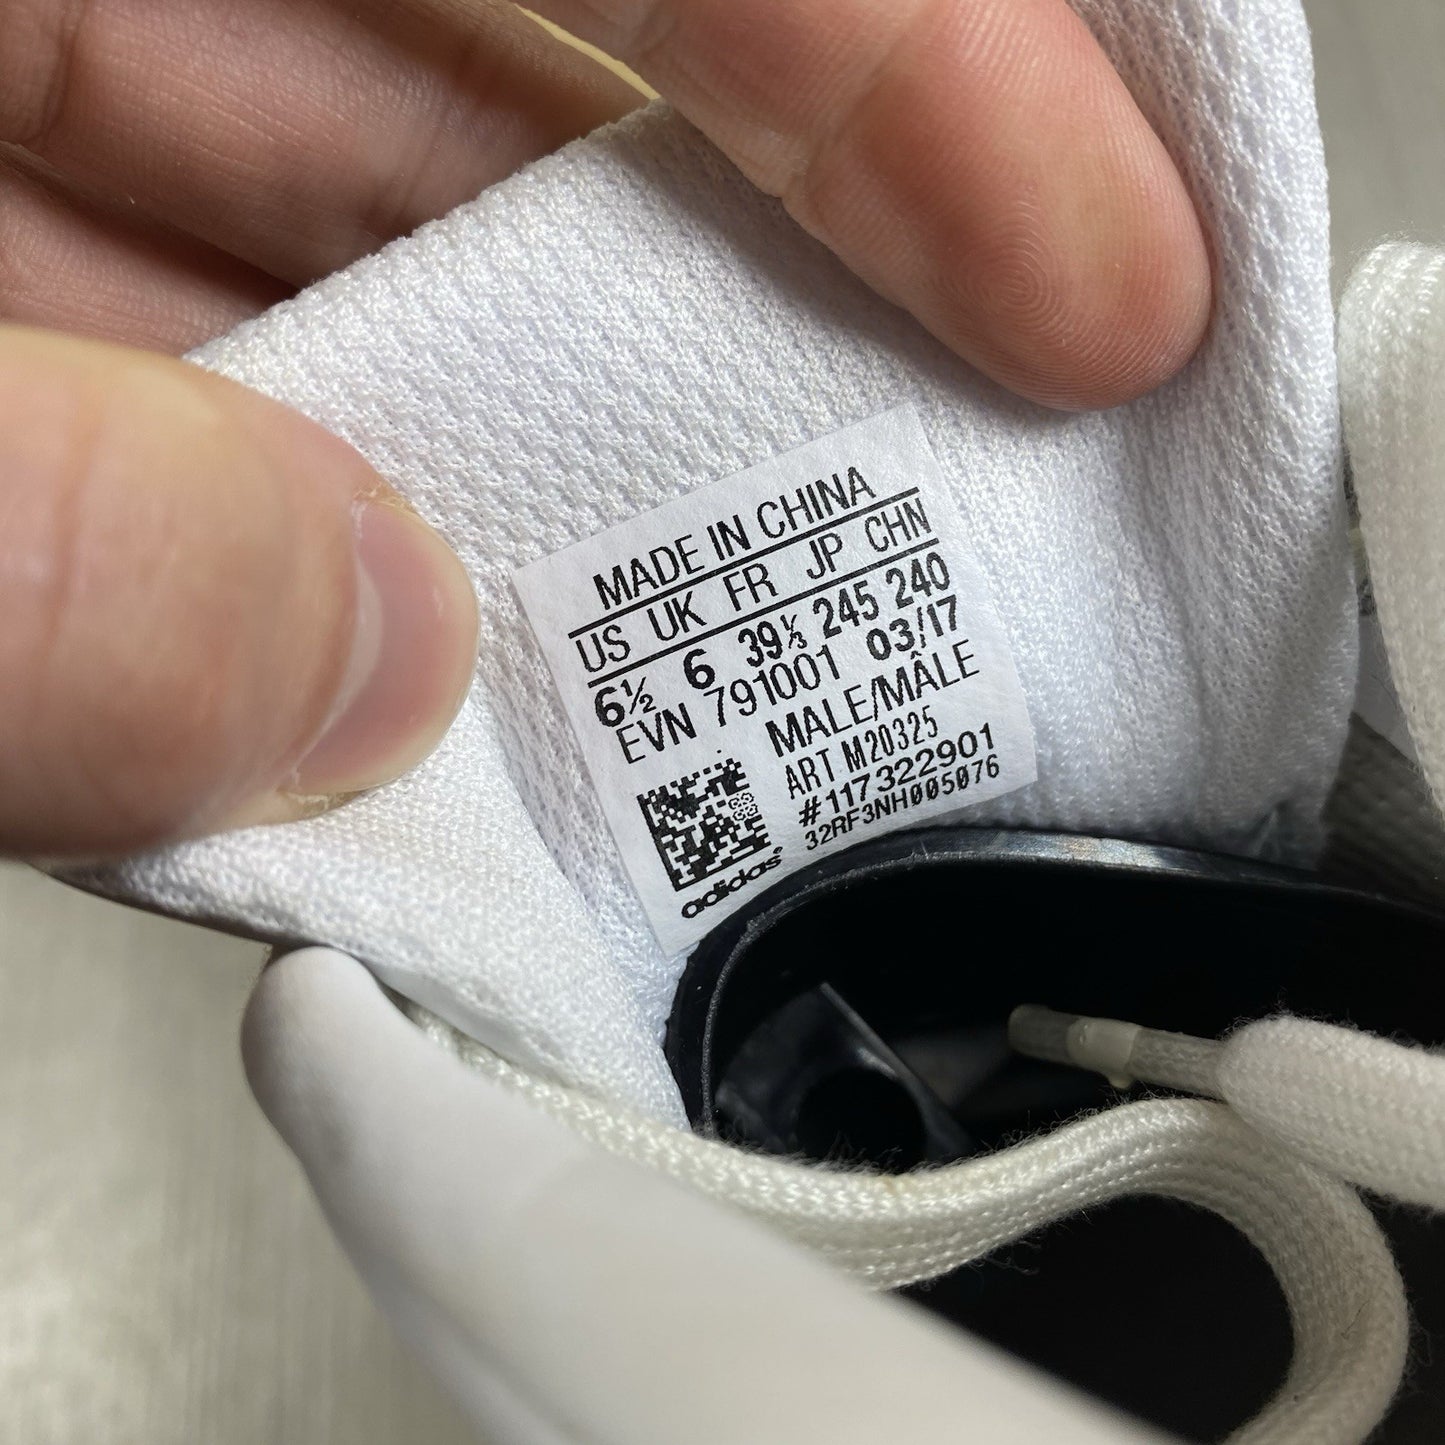 MADE IN CHINA
US UK FR JP CHN
6½ 6 39⅓ 245 240
EVN 791001 03/17
MALE/MÂLE
ART M20325
#117322901
32RF3NH005076
adidas